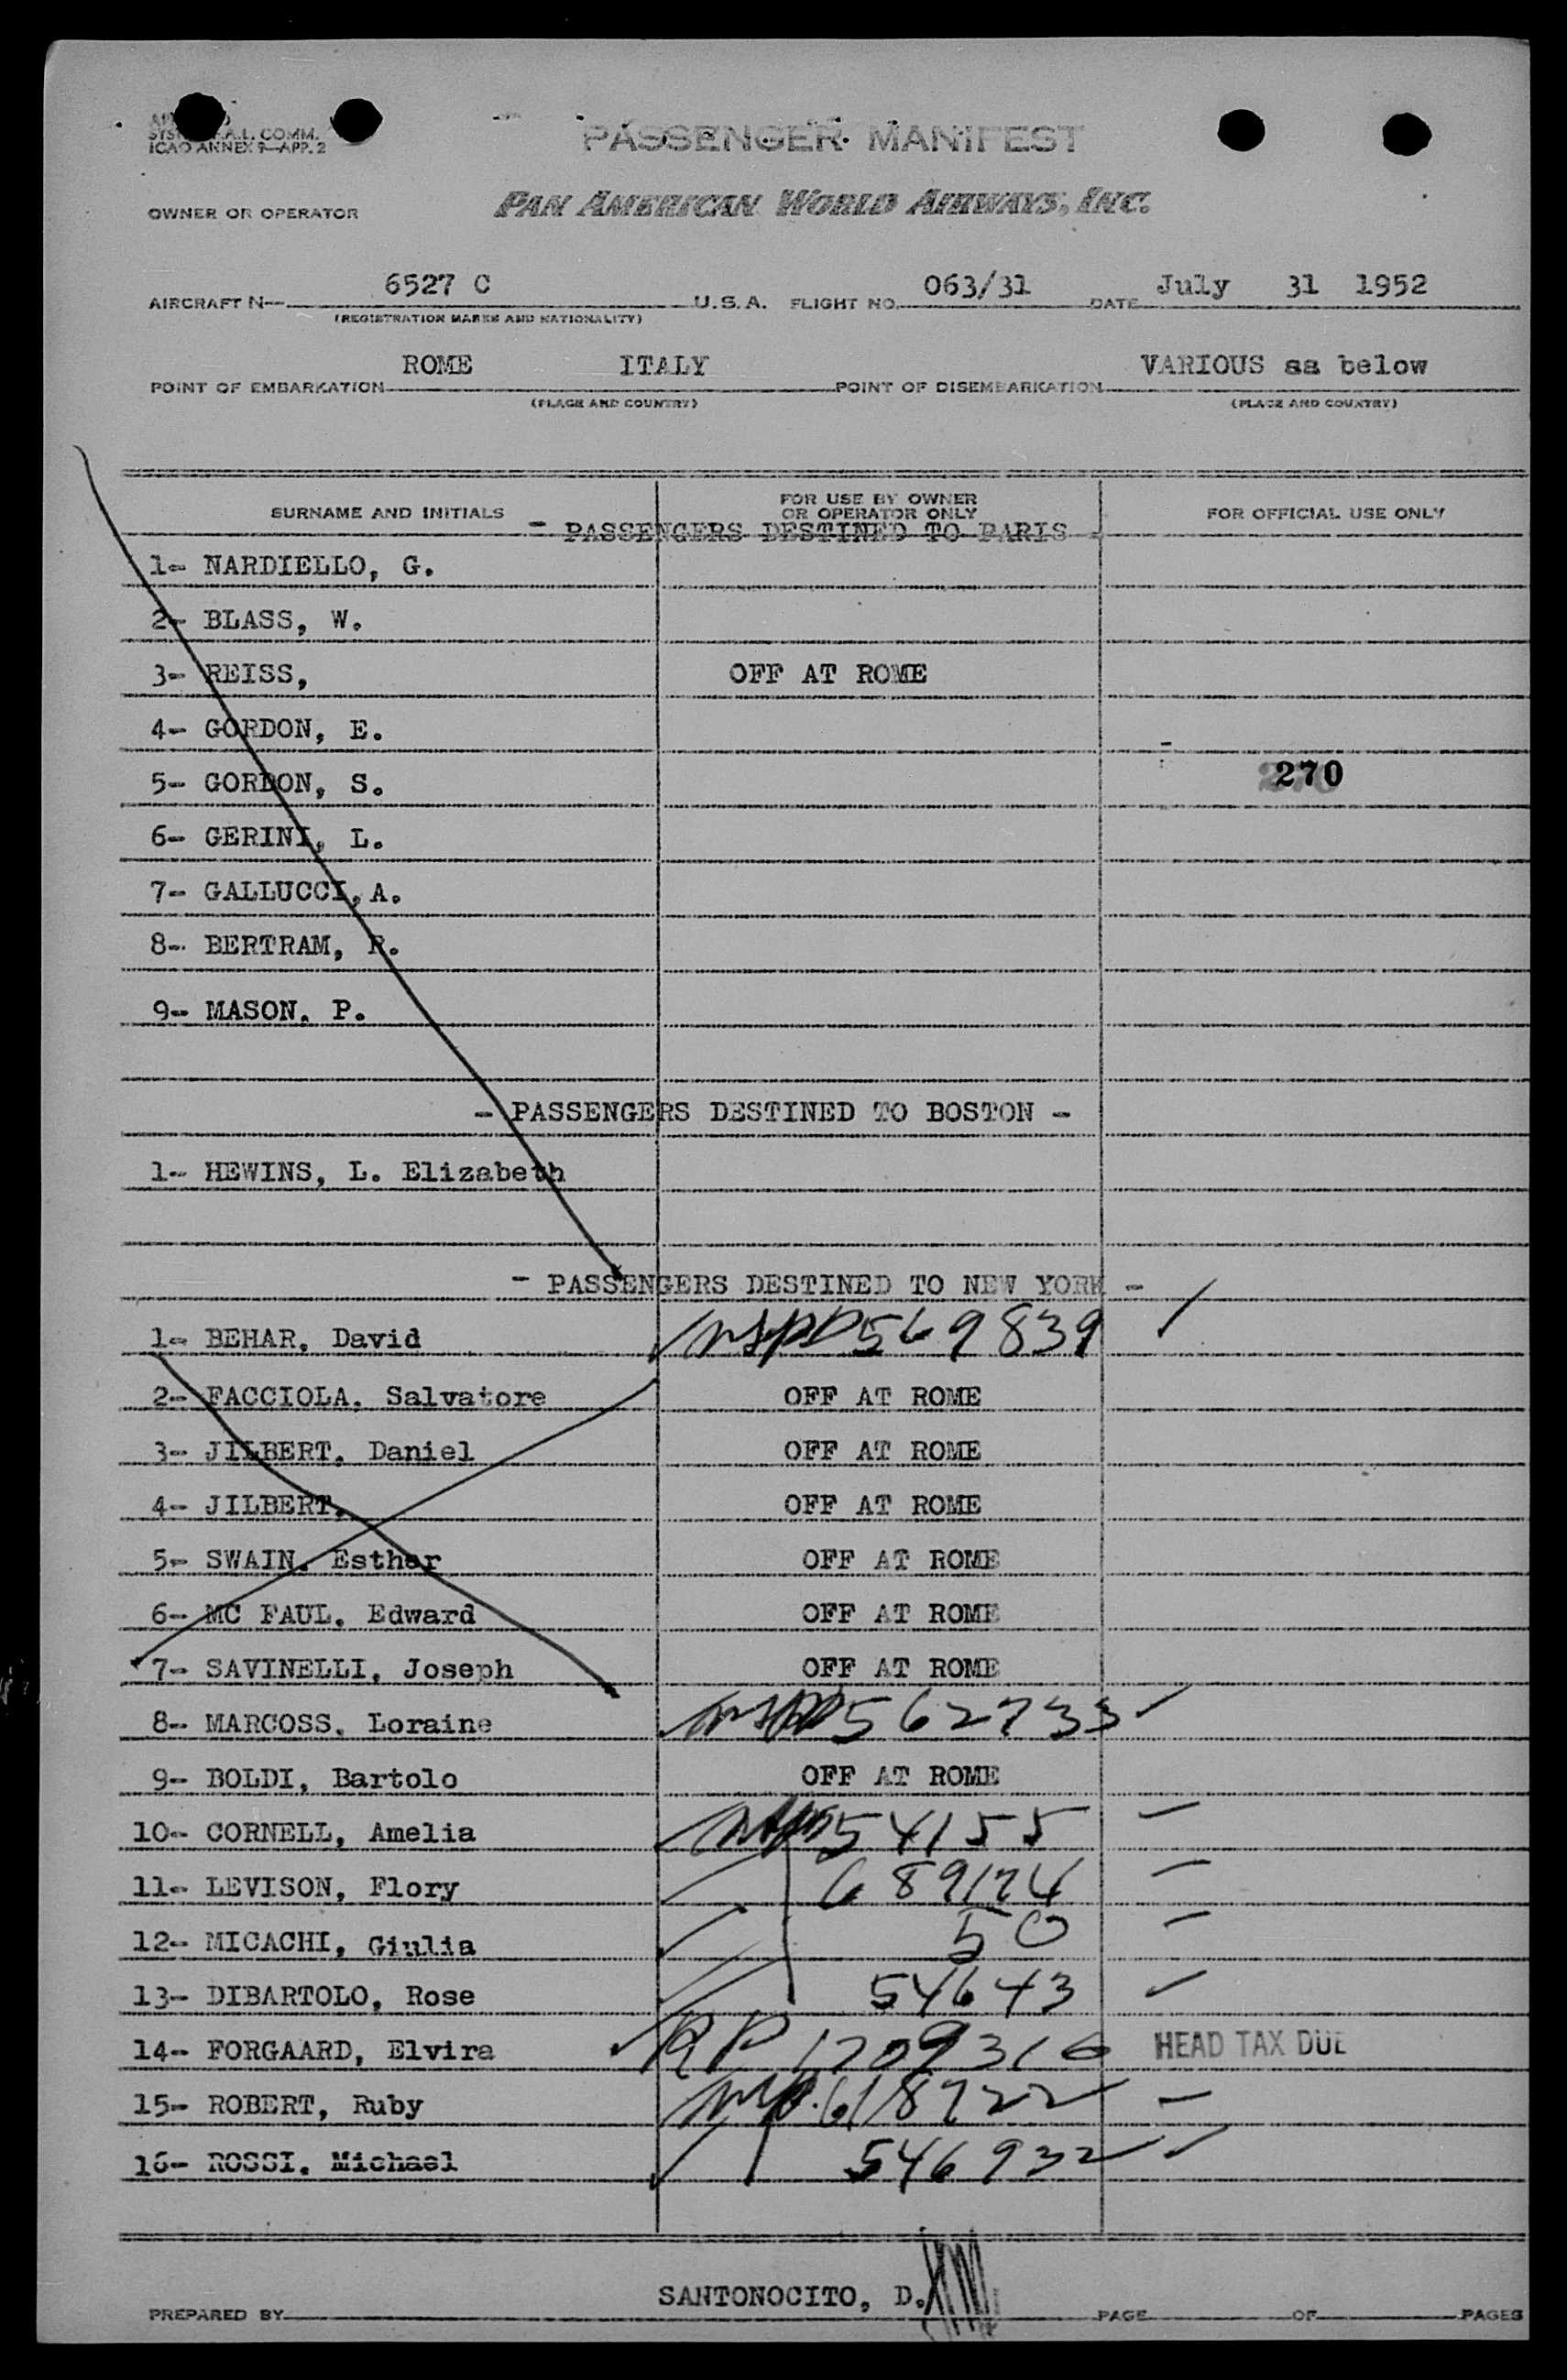 SYST F.A.L. COMM.
ICAO ANNEX 9—APP. 2
PASSENGER MANIFEST
OWNER OR OPERATOR
PAN AMERICAN WORLD AIRWAYS, INC.
AIRCRAFT N— 6527 C U.S.A. FLIGHT NO. 063/31 DATE July 31 1952
(REGISTRATION MARKS AND NATIONALITY)
POINT OF EMBARKATION ROME ITALY POINT OF DISEMBARKATION VARIOUS as below
(PLACE AND COUNTRY) (PLACE AND COUNTRY)
SURNAME AND INITIALS FOR USE BY OWNER OR OPERATOR ONLY FOR OFFICIAL USE ONLY
- PASSENGERS DESTINED TO PARIS -
1- NARDIELLO, G.
2- BLASS, W.
3- REISS, OFF AT ROME
4- GORDON, E.
5- GORDON, S. 270
6- GERINI, L.
7- GALLUCCI, A.
8- BERTRAM, R.
9- MASON, P.
- PASSENGERS DESTINED TO BOSTON -
1- HEWINS, L. Elizabeth
- PASSENGERS DESTINED TO NEW YORK -
1- BEHAR, David 569839
2- FACCIOLA, Salvatore OFF AT ROME
3- JILBERT, Daniel OFF AT ROME
4- JILBERT, OFF AT ROME
5- SWAIN, Esther OFF AT ROME
6- MC FAUL, Edward OFF AT ROME
7- SAVINELLI, Joseph OFF AT ROME
8- MARCOSS, Loraine 562733
9- BOLDI, Bartolo OFF AT ROME
10- CORNELL, Amelia 54155
11- LEVISON, Flory 689174
12- MICACHI, Giulia 50
13- DIBARTOLO, Rose 54643
14- FORGAARD, Elvira RP 1709316 HEAD TAX DUE
15- ROBERT, Ruby 618722
16- ROSSI, Michael 546932
PREPARED BY SANTONOCITO, D. PAGE OF PAGES